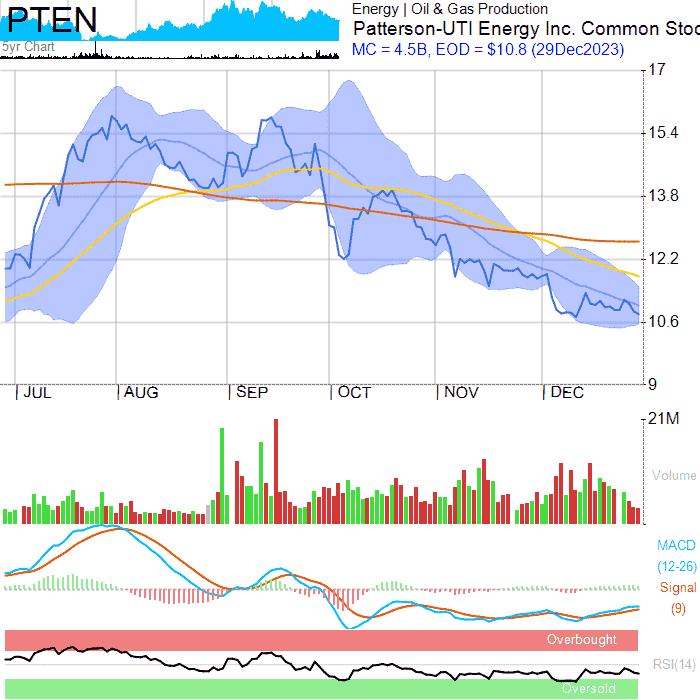 PTEN
5yr Chart
Energy | Oil & Gas Production
Patterson-UTI Energy Inc. Common Stoc
MC = 4.5B, EOD = $10.8 (29Dec2023)
17
15.4
13.8
12.2
10.6
9
JUL AUG SEP OCT NOV DEC
21M
Volume
MACD
(12-26)
Signal
(9)
Overbought
RSI(14)
Oversold